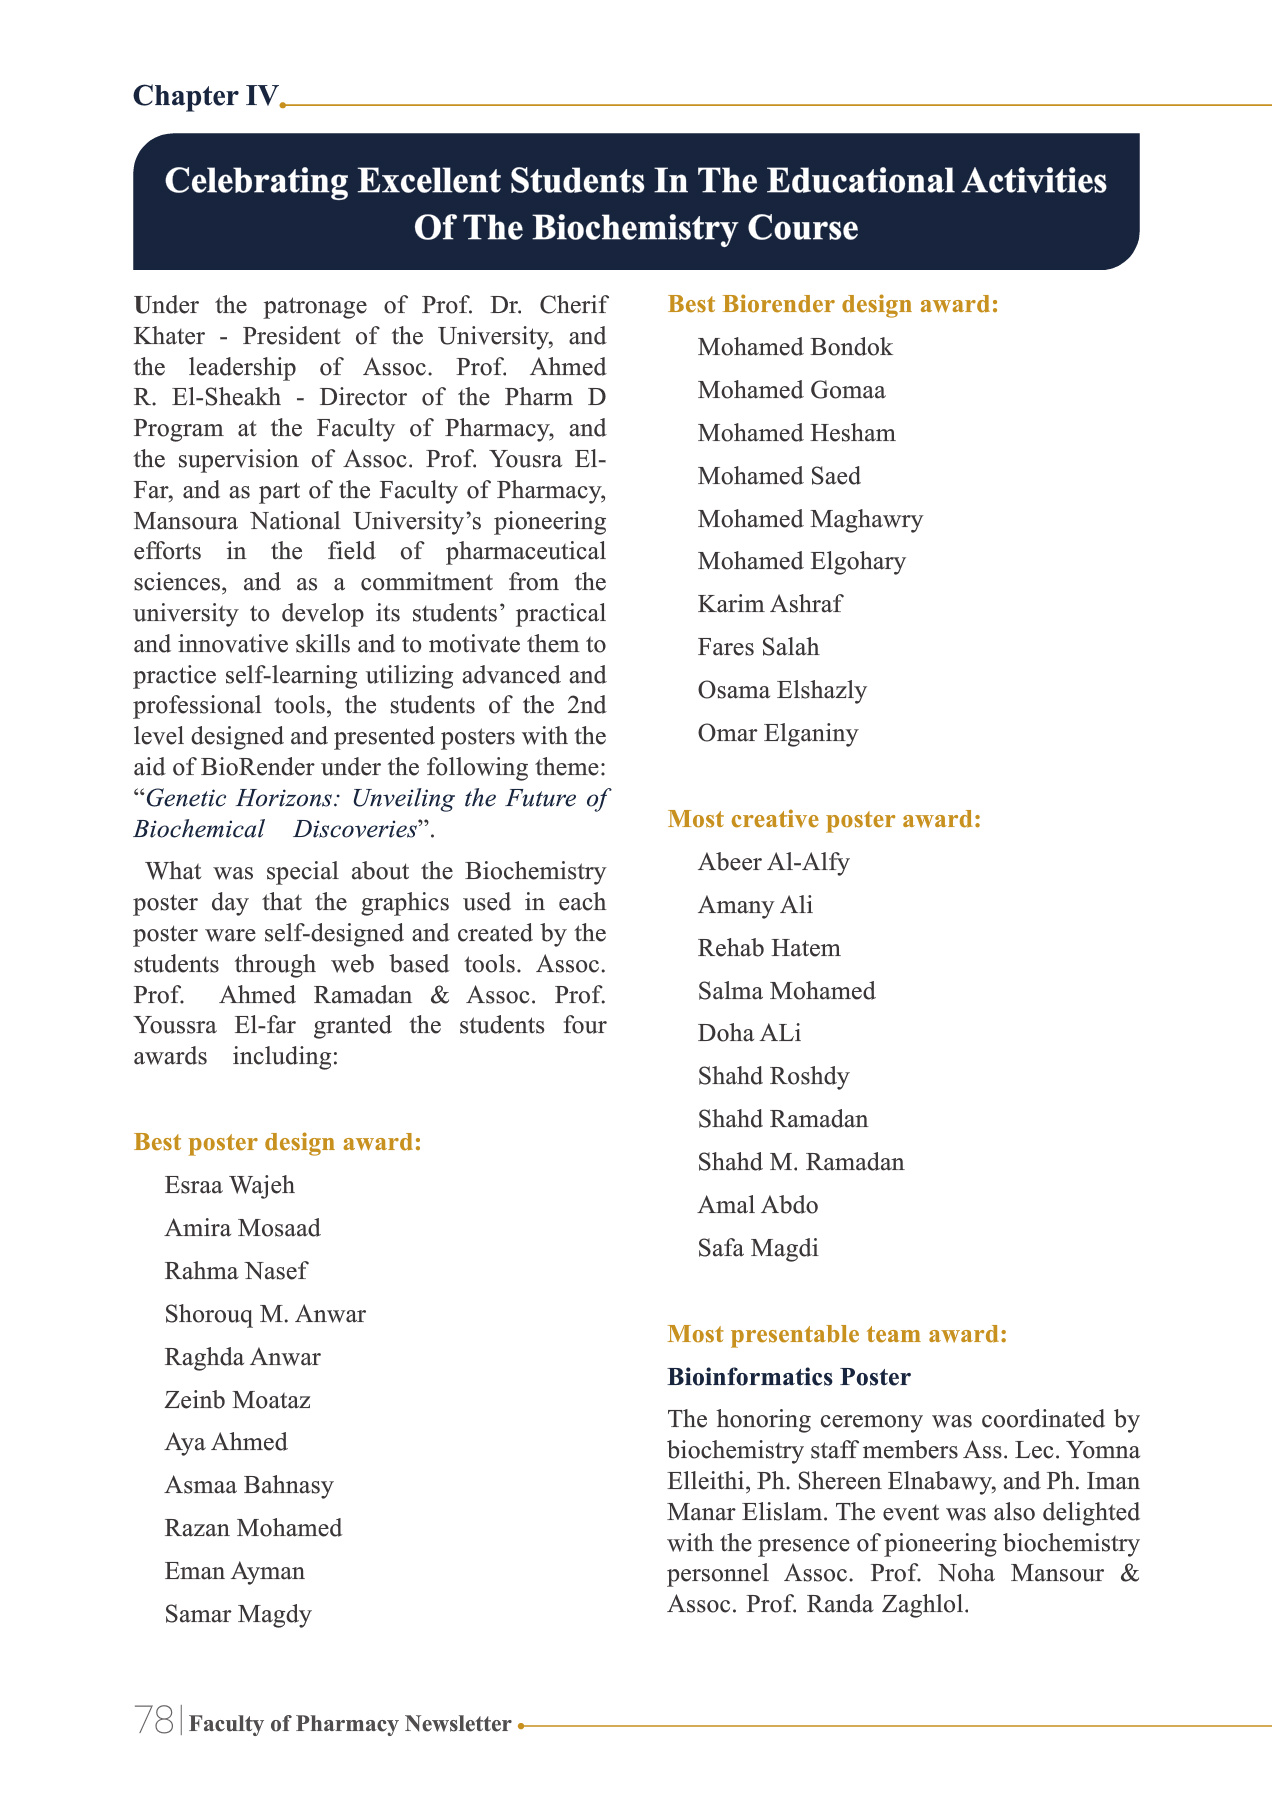 Chapter IV
Celebrating Excellent Students In The Educational Activities
Of The Biochemistry Course
Under the patronage of Prof. Dr. Cherif
Khater - President of the University, and
the leadership of Assoc. Prof. Ahmed
R. El-Sheakh - Director of the Pharm D
Program at the Faculty of Pharmacy, and
the supervision of Assoc. Prof. Yousra El-
Far, and as part of the Faculty of Pharmacy,
Mansoura National University’s pioneering
efforts in the field of pharmaceutical
sciences, and as a commitment from the
university to develop its students’ practical
and innovative skills and to motivate them to
practice self-learning utilizing advanced and
professional tools, the students of the 2nd
level designed and presented posters with the
aid of BioRender under the following theme:
“Genetic Horizons: Unveiling the Future of
Biochemical Discoveries”.
What was special about the Biochemistry
poster day that the graphics used in each
poster ware self-designed and created by the
students through web based tools. Assoc.
Prof. Ahmed Ramadan & Assoc. Prof.
Youssra El-far granted the students four
awards including:
Best poster design award:
Esraa Wajeh
Amira Mosaad
Rahma Nasef
Shorouq M. Anwar
Raghda Anwar
Zeinb Moataz
Aya Ahmed
Asmaa Bahnasy
Razan Mohamed
Eman Ayman
Samar Magdy
Best Biorender design award:
Mohamed Bondok
Mohamed Gomaa
Mohamed Hesham
Mohamed Saed
Mohamed Maghawry
Mohamed Elgohary
Karim Ashraf
Fares Salah
Osama Elshazly
Omar Elganiny
Most creative poster award:
Abeer Al-Alfy
Amany Ali
Rehab Hatem
Salma Mohamed
Doha ALi
Shahd Roshdy
Shahd Ramadan
Shahd M. Ramadan
Amal Abdo
Safa Magdi
Most presentable team award:
Bioinformatics Poster
The honoring ceremony was coordinated by
biochemistry staff members Ass. Lec. Yomna
Elleithi, Ph. Shereen Elnabawy, and Ph. Iman
Manar Elislam. The event was also delighted
with the presence of pioneering biochemistry
personnel Assoc. Prof. Noha Mansour &
Assoc. Prof. Randa Zaghlol.
78 Faculty of Pharmacy Newsletter